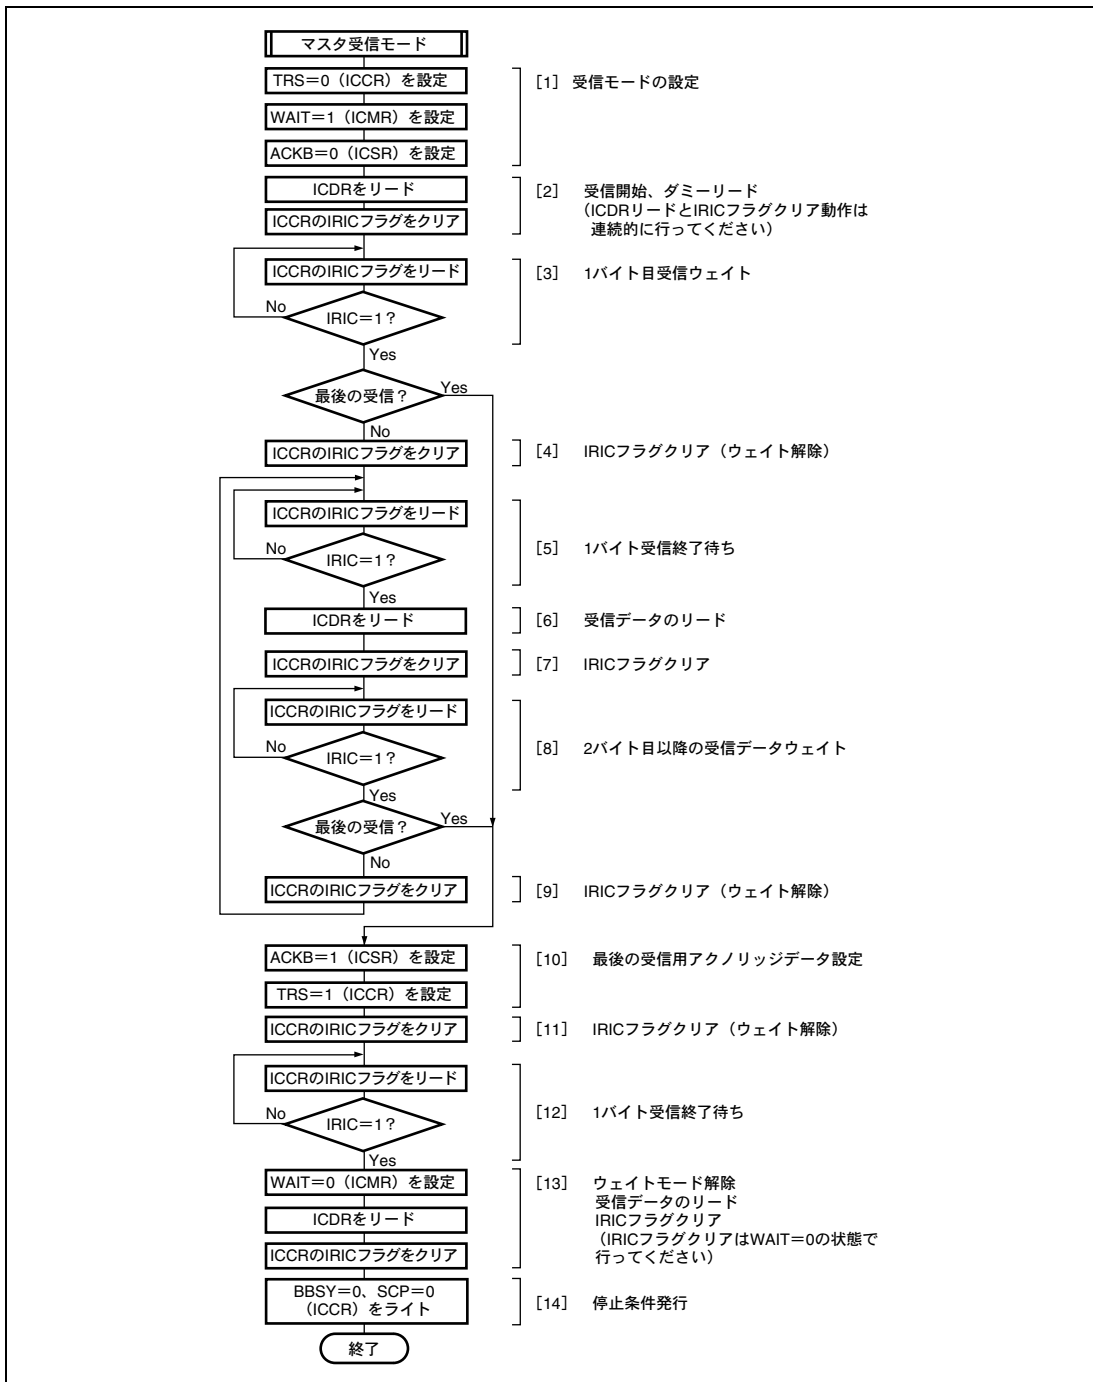 マスタ受信モード
TRS＝0（ICCR）を設定
[1] 受信モードの設定
WAIT＝1（ICMR）を設定
ACKB＝0（ICSR）を設定
ICDRをリード
[2] 受信開始、ダミーリード
（ICDRリードとIRICフラグクリア動作は
連続的に行ってください）
ICCRのIRICフラグをクリア
ICCRのIRICフラグをリード
[3] 1バイト目受信ウェイト
No
IRIC＝1？
Yes
最後の受信？
Yes
No
ICCRのIRICフラグをクリア
[4] IRICフラグクリア（ウェイト解除）
ICCRのIRICフラグをリード
[5] 1バイト受信終了待ち
No
IRIC＝1？
Yes
ICDRをリード
[6] 受信データのリード
ICCRのIRICフラグをクリア
[7] IRICフラグクリア
ICCRのIRICフラグをリード
[8] 2バイト目以降の受信データウェイト
No
IRIC＝1？
Yes
最後の受信？
Yes
No
ICCRのIRICフラグをクリア
[9] IRICフラグクリア（ウェイト解除）
ACKB＝1（ICSR）を設定
[10] 最後の受信用アクノリッジデータ設定
TRS＝1（ICCR）を設定
ICCRのIRICフラグをクリア
[11] IRICフラグクリア（ウェイト解除）
ICCRのIRICフラグをリード
[12] 1バイト受信終了待ち
No
IRIC＝1？
Yes
WAIT＝0（ICMR）を設定
[13] ウェイトモード解除
受信データのリード
IRICフラグクリア
（IRICフラグクリアはWAIT＝0の状態で
行ってください）
ICDRをリード
ICCRのIRICフラグをクリア
BBSY＝0、SCP＝0
（ICCR）をライト
[14] 停止条件発行
終了